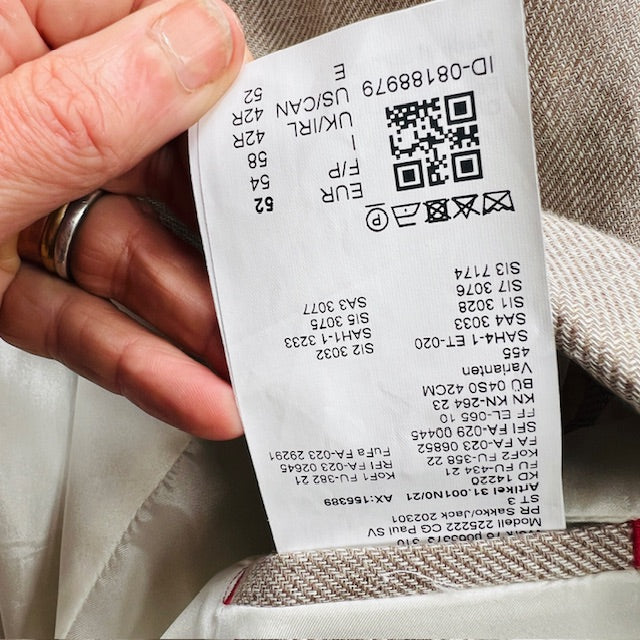 Modell 225222 CG Paul SV
PR Sakko/Jack 202301
ST 3
Artikel 31.001N0/21 AX:156389
KD 14220
FU FU-434 21 KoF1 FU-382 21
KoF2 FU-358 22 RFI FA-023 02645
FA FA-023 06852 FuFa FA-023 29291
SFI FA-029 00445
FF EL-065 10
KN KN-264 23
BÜ 04S0 42CM
Varianten
455
SAH4-1 ET-020 SI2 3032
SA4 3033 SAH1-1 3233
SI1 3028 SI5 3075
SI7 3076 SA3 3077
SI3 7174
P
EUR 52
F/P 54
I 58
UK/IRL 42R
US/CAN 42R
E 52
ID-08188979